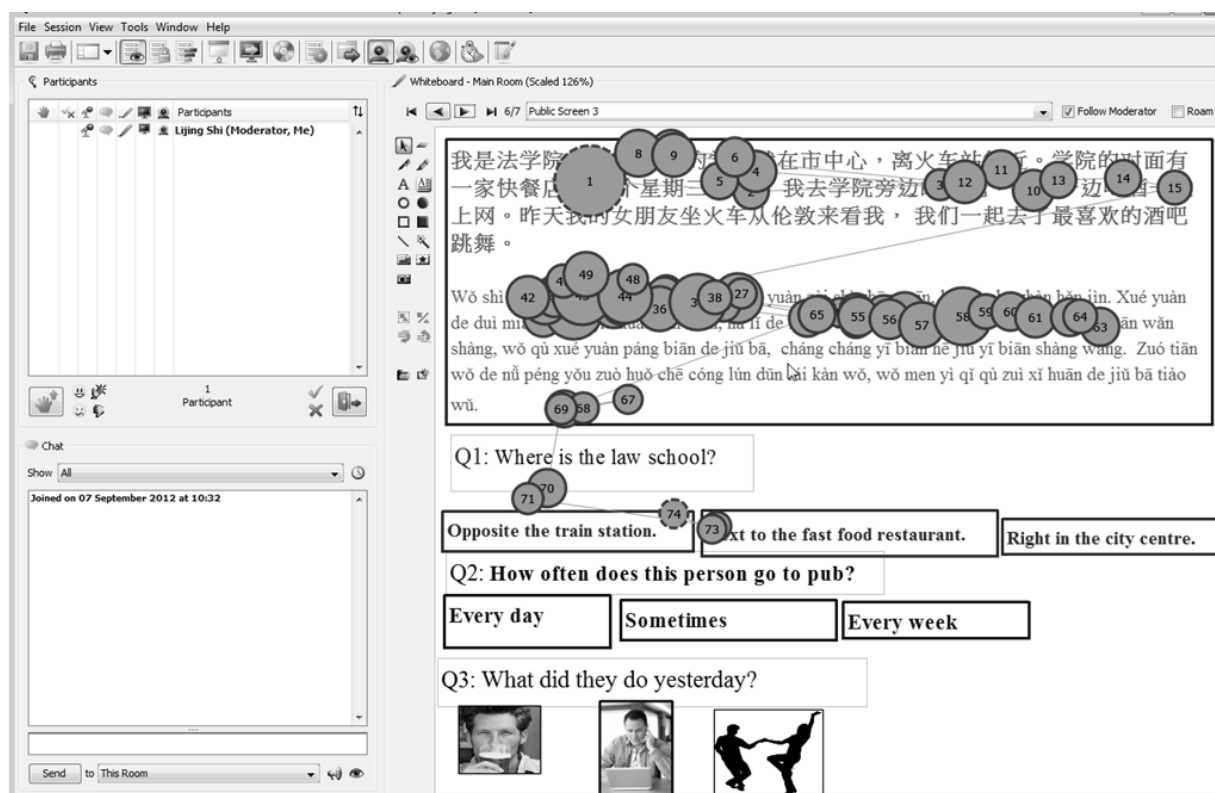 File Session View Tools Window Help
Participants
Participants
Lijing Shi (Moderator, Me)
1
Participant
Chat
Show All
Joined on 07 September 2012 at 10:32
Send to This Room
Whiteboard - Main Room (Scaled 126%)
6/7 Public Screen 3 Follow Moderator Roam
我是法学院 在市中心，离火车站 近。学院的对面有
一家快餐店 个星期三 我去学院旁边
上网。昨天我的女朋友坐火车从伦敦来看我， 我们一起去了最喜欢的酒吧
跳舞。
Wǒ shì yuàn hěn jìn. Xué yuàn
de duì de wǎn
shàng, wǒ qù xué yuàn páng biān de jiǔ bā, cháng cháng yī biān hē jiǔ yī biān shàng wǎng. Zuó tiān
wǒ de nǚ péng yǒu zuò huǒ chē cóng lún dūn lái kàn wǒ, wǒ men yì qǐ qù zuì xǐ huān de jiǔ bā tiào
wǔ.
Q1: Where is the law school?
Opposite the train station.
to the fast food restaurant.
Right in the city centre.
Q2: How often does this person go to pub?
Every day
Sometimes
Every week
Q3: What did they do yesterday?